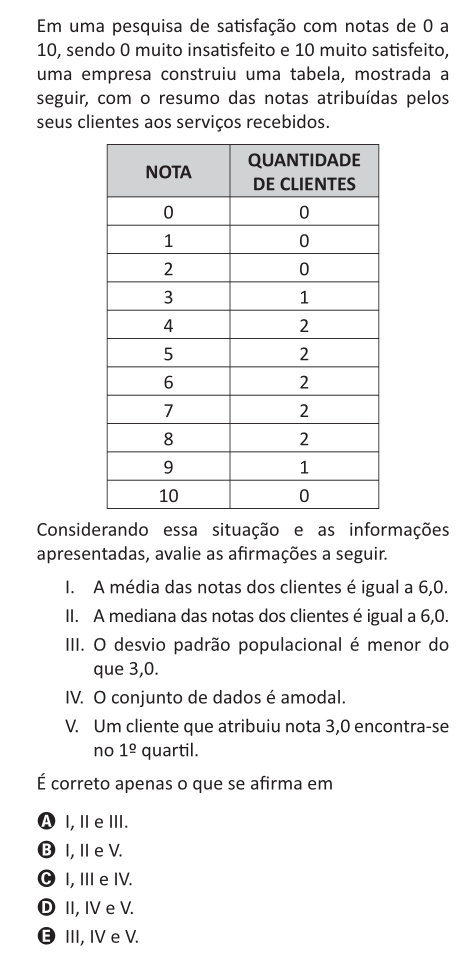 Em uma pesquisa de satisfação com notas de 0 a
10, sendo 0 muito insatisfeito e 10 muito satisfeito,
uma empresa construiu uma tabela, mostrada a
seguir, com o resumo das notas atribuídas pelos
seus clientes aos serviços recebidos.
NOTA QUANTIDADE DE CLIENTES
0 0
1 0
2 0
3 1
4 2
5 2
6 2
7 2
8 2
9 1
10 0
Considerando essa situação e as informações
apresentadas, avalie as afirmações a seguir.
I. A média das notas dos clientes é igual a 6,0.
II. A mediana das notas dos clientes é igual a 6,0.
III. O desvio padrão populacional é menor do
que 3,0.
IV. O conjunto de dados é amodal.
V. Um cliente que atribuiu nota 3,0 encontra-se
no 1º quartil.
É correto apenas o que se afirma em
A I, II e III.
B I, II e V.
C I, III e IV.
D II, IV e V.
E III, IV e V.